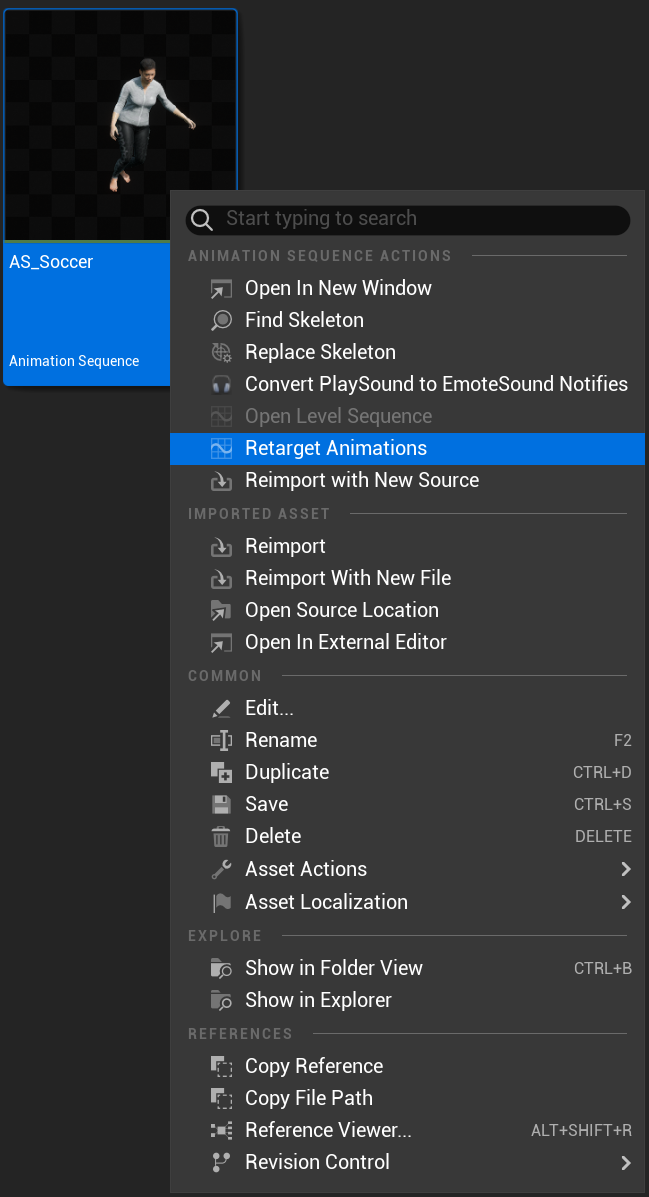 AS_Soccer
Animation Sequence
Start typing to search
ANIMATION SEQUENCE ACTIONS
Open In New Window
Find Skeleton
Replace Skeleton
Convert PlaySound to EmoteSound Notifies
Open Level Sequence
Retarget Animations
Reimport with New Source
IMPORTED ASSET
Reimport
Reimport With New File
Open Source Location
Open In External Editor
COMMON
Edit...
Rename F2
Duplicate CTRL+D
Save CTRL+S
Delete DELETE
Asset Actions
Asset Localization
EXPLORE
Show in Folder View CTRL+B
Show in Explorer
REFERENCES
Copy Reference
Copy File Path
Reference Viewer... ALT+SHIFT+R
Revision Control